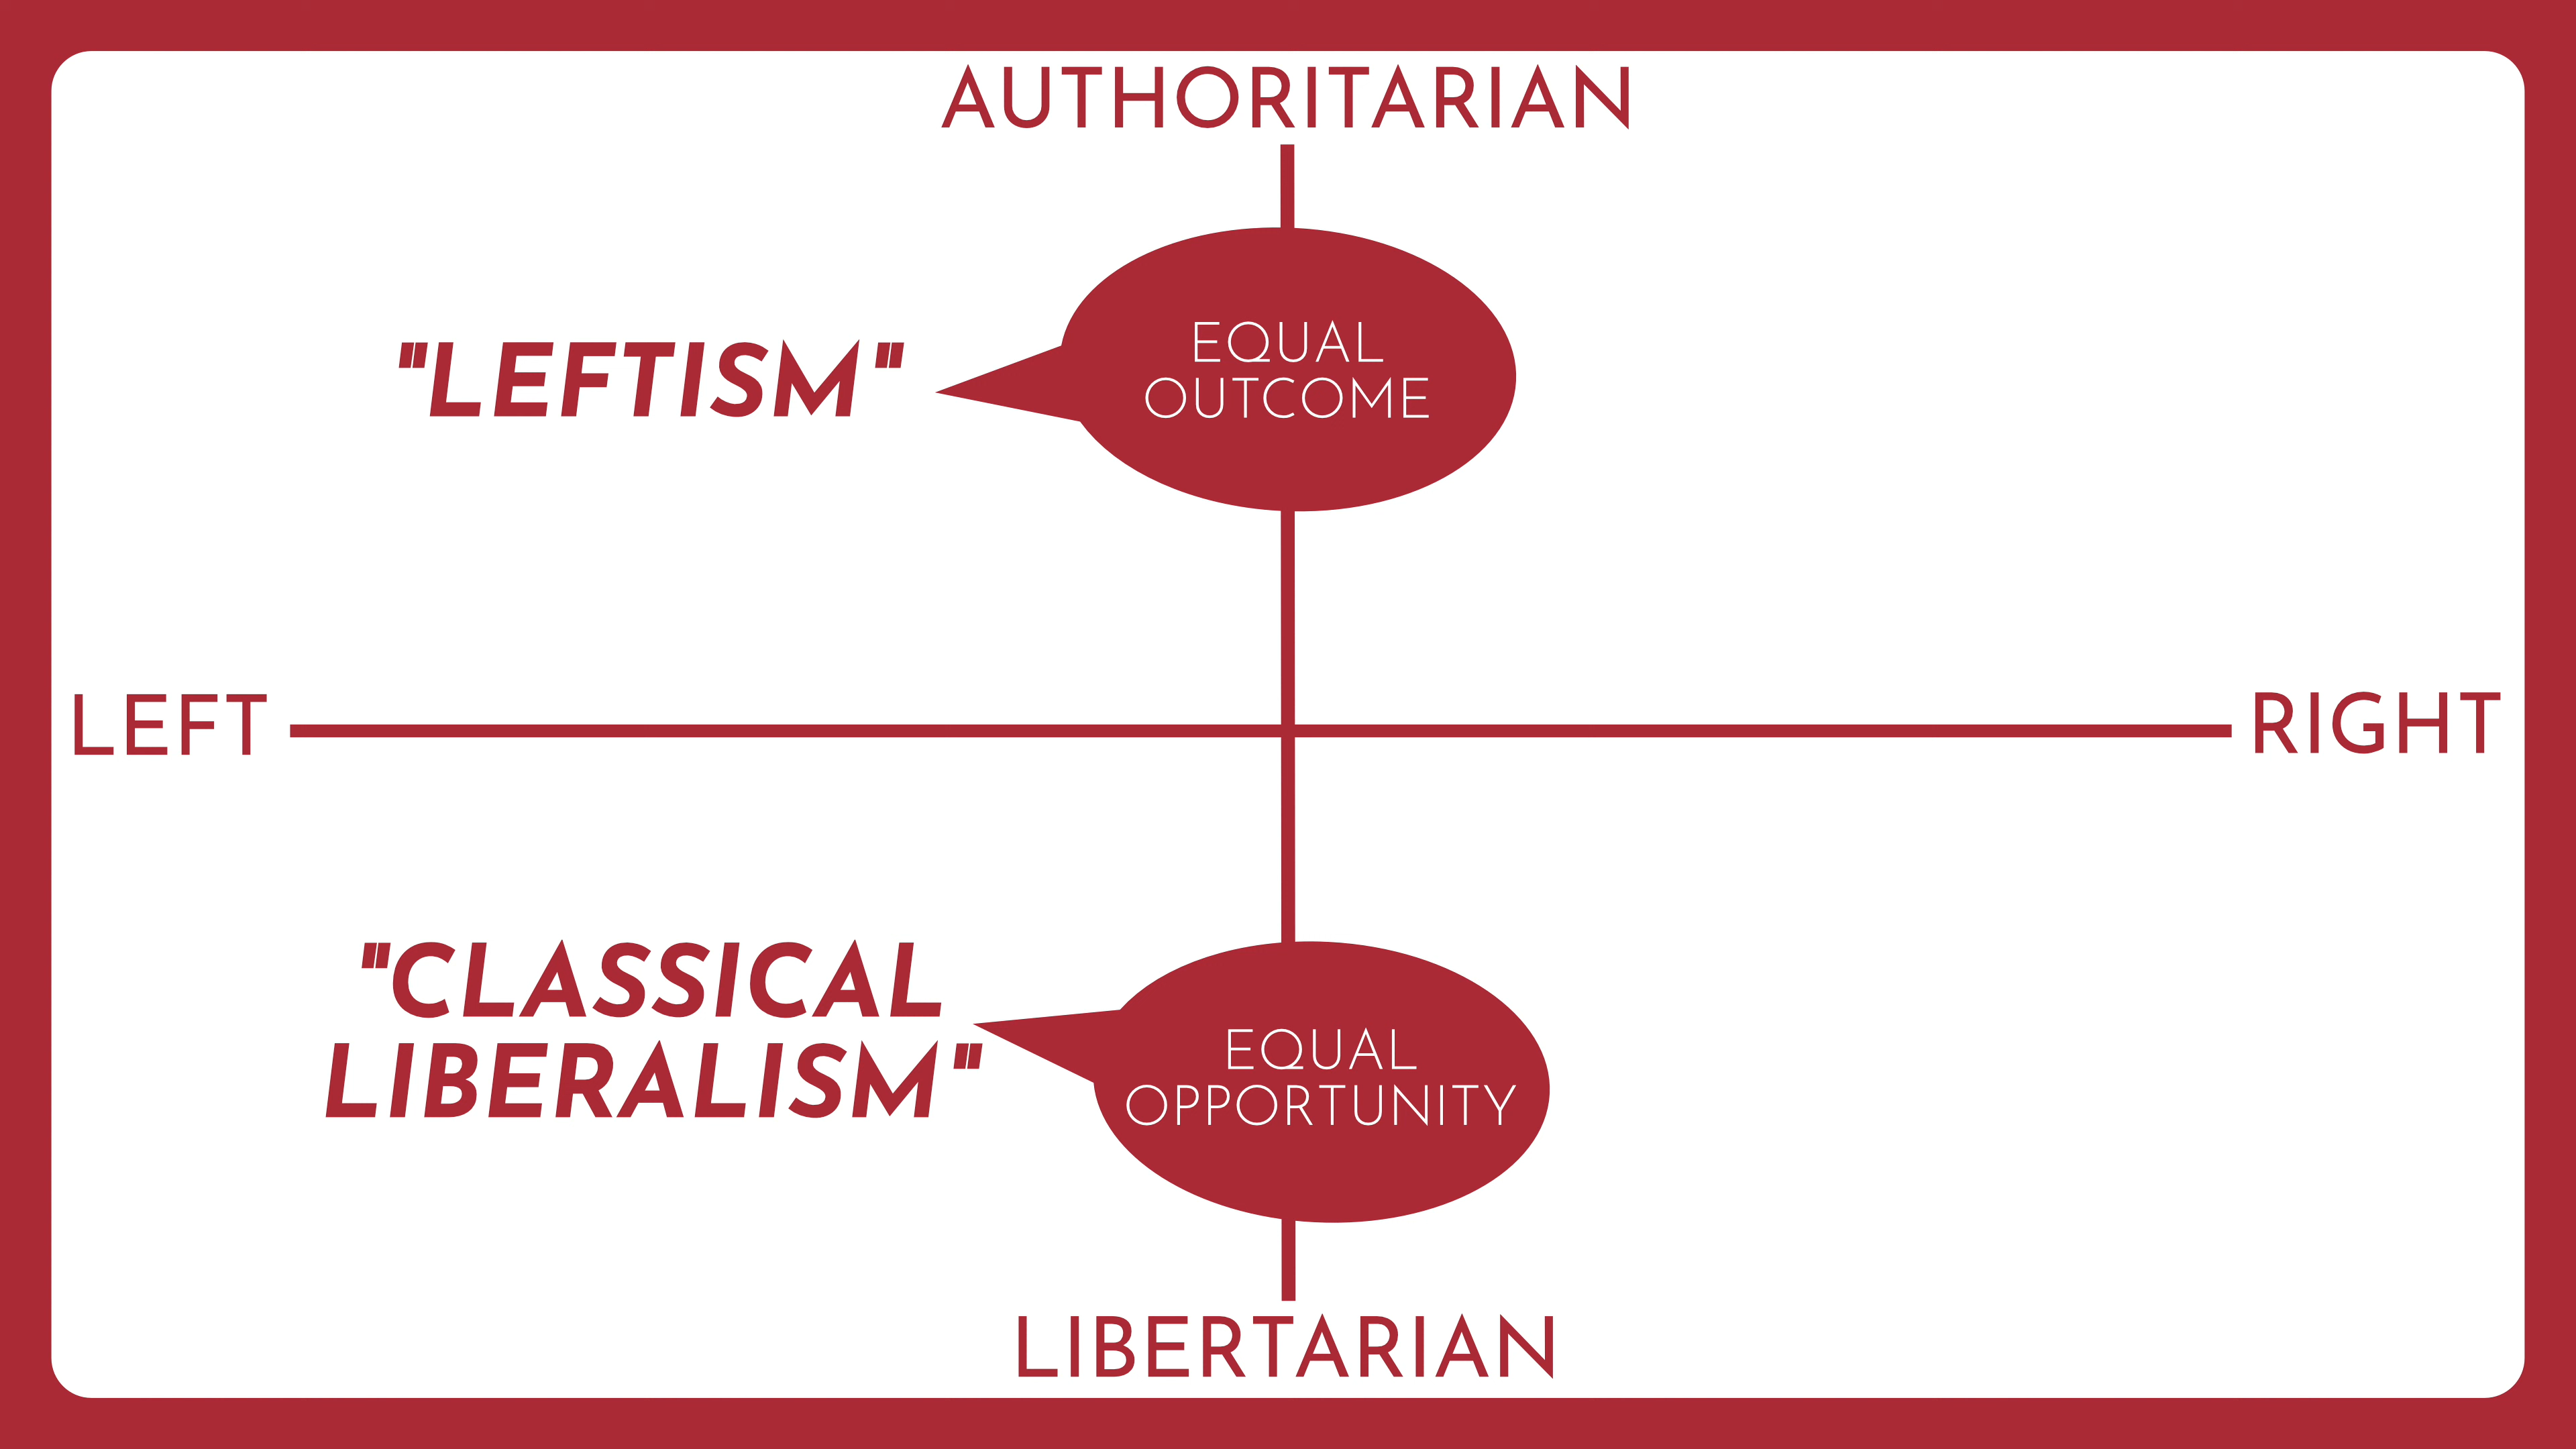 AUTHORITARIAN
EQUAL
OUTCOME
"LEFTISM"
LEFT
RIGHT
"CLASSICAL
LIBERALISM"
EQUAL
OPPORTUNITY
LIBERTARIAN